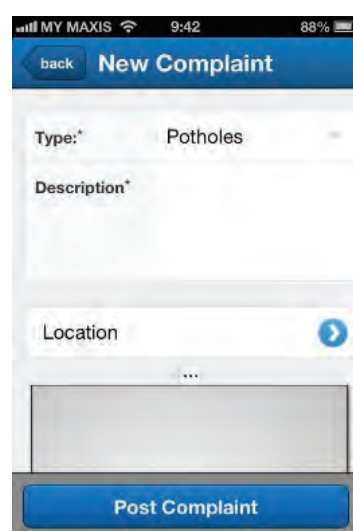 MY MAXIS 9:42 88%
back New Complaint
Type:* Potholes
Description*
Location
...
Post Complaint